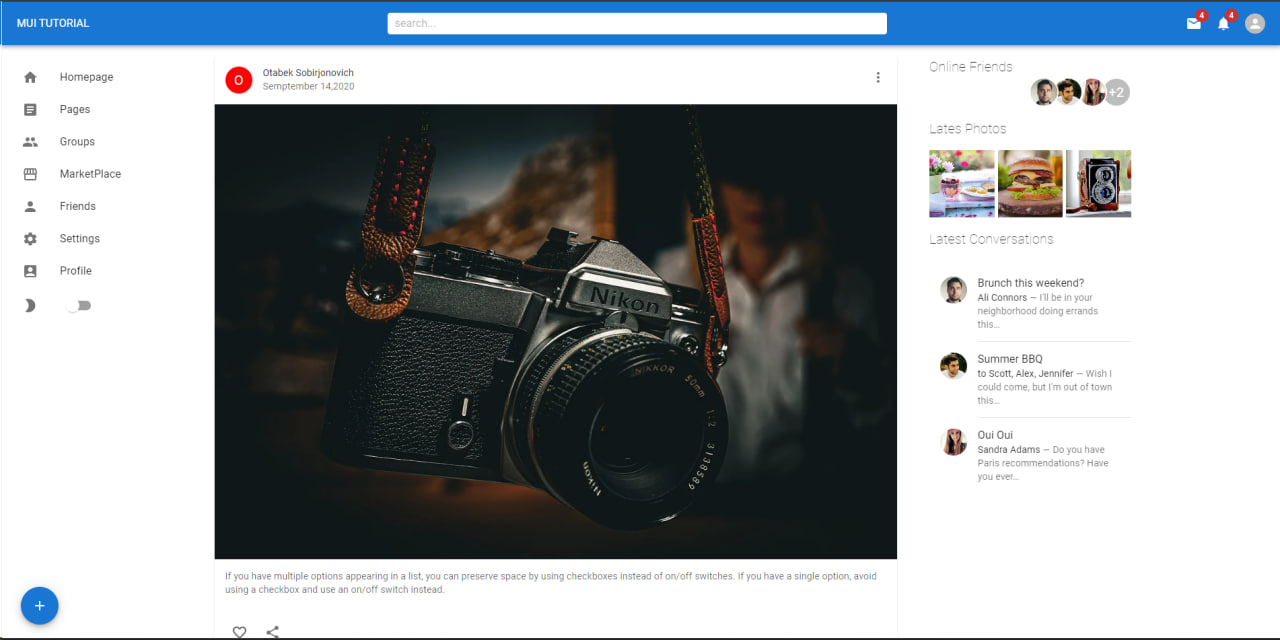 MUI TUTORIAL
search...
4
4
Homepage
Pages
Groups
MarketPlace
Friends
Settings
Profile
+
O
Otabek Sobirjonovich
Semptember 14,2020
Nikon
NIKKOR 50mm 1:2 3138589
Nikon
If you have multiple options appearing in a list, you can preserve space by using checkboxes instead of on/off switches. If you have a single option, avoid
using a checkbox and use an on/off switch instead.
Online Friends
+2
Lates Photos
Latest Conversations
Brunch this weekend?
Ali Connors — I'll be in your
neighborhood doing errands
this…
Summer BBQ
to Scott, Alex, Jennifer — Wish I
could come, but I'm out of town
this…
Oui Oui
Sandra Adams — Do you have
Paris recommendations? Have
you ever…